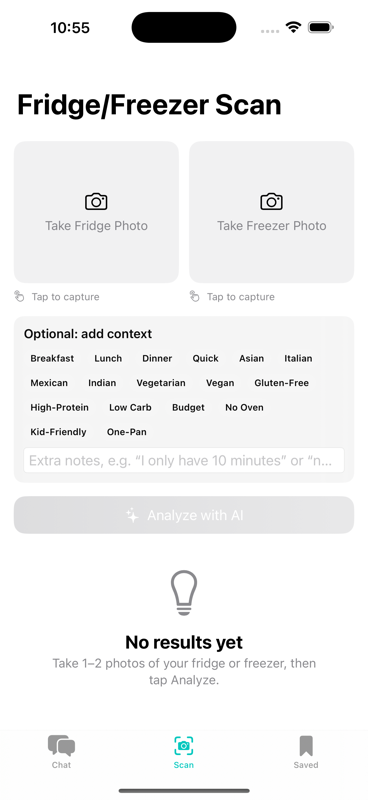 10:55
Fridge/Freezer Scan
Take Fridge Photo
Take Freezer Photo
Tap to capture
Tap to capture
Optional: add context
Breakfast Lunch Dinner Quick Asian Italian
Mexican Indian Vegetarian Vegan Gluten-Free
High-Protein Low Carb Budget No Oven
Kid-Friendly One-Pan
Extra notes, e.g. “I only have 10 minutes” or “n...
Analyze with AI
No results yet
Take 1–2 photos of your fridge or freezer, then
tap Analyze.
Chat Scan Saved